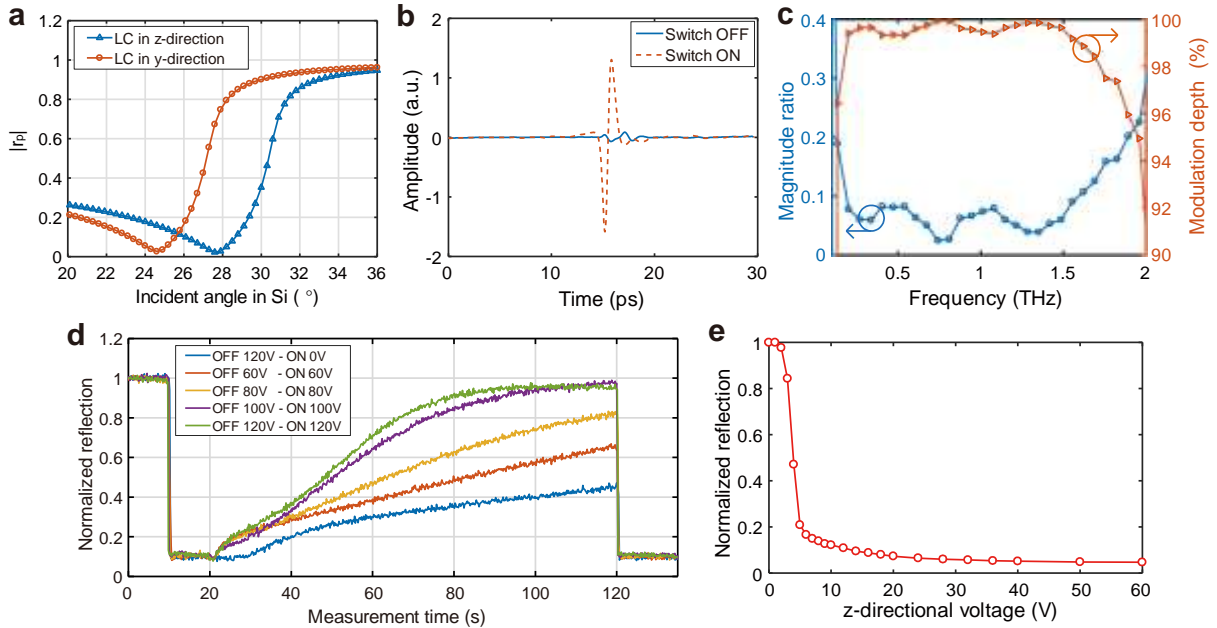 a
1.2
1
0.8
0.6
0.4
0.2
0
|rp|
LC in z-direction
LC in y-direction
20 22 24 26 28 30 32 34 36
Incident angle in Si ( °)
b
2
1
0
-1
-2
Amplitude (a.u.)
Switch OFF
Switch ON
0 10 20 30
Time (ps)
c
0.4
0.3
0.2
0.1
0
Magnitude ratio
100
98
96
94
92
90
Modulation depth (%)
0.5 1 1.5 2
Frequency (THz)
d
1.2
1
0.8
0.6
0.4
0.2
0
Normalized reflection
OFF 120V - ON 0V
OFF 60V - ON 60V
OFF 80V - ON 80V
OFF 100V - ON 100V
OFF 120V - ON 120V
0 20 40 60 80 100 120
Measurement time (s)
e
1
0.8
0.6
0.4
0.2
0
Normalized reflection
0 10 20 30 40 50 60
z-directional voltage (V)